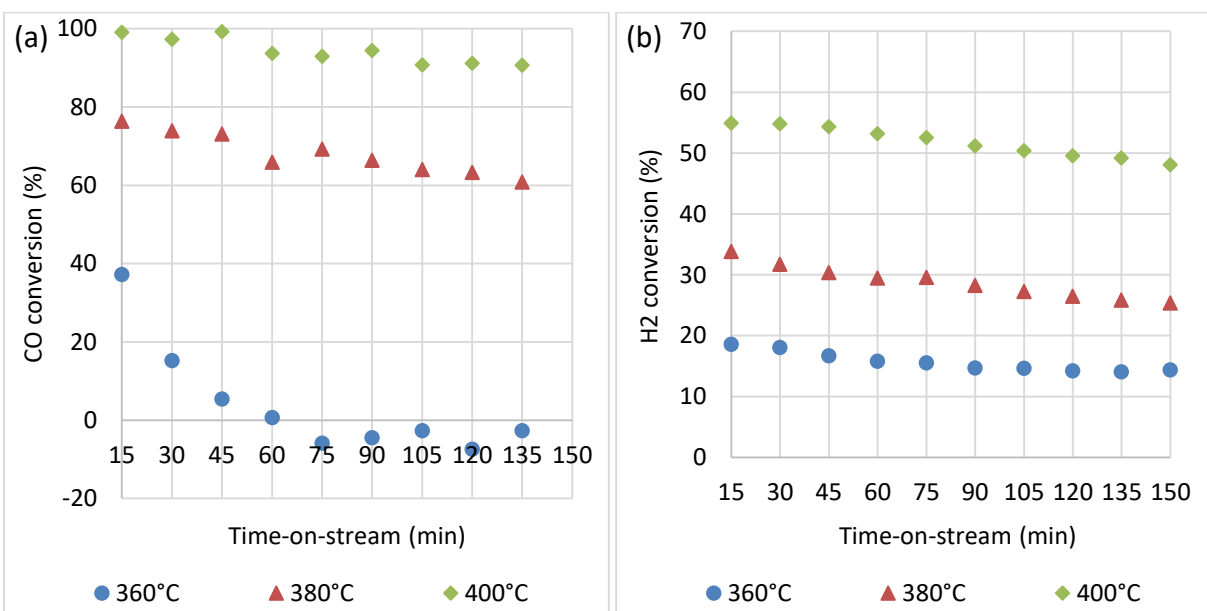 (a)
CO conversion (%)
100
80
60
40
20
0
-20
15 30 45 60 75 90 105 120 135 150
Time-on-stream (min)
360°C 380°C 400°C
(b)
H2 conversion (%)
70
60
50
40
30
20
10
0
15 30 45 60 75 90 105 120 135 150
Time-on-stream (min)
360°C 380°C 400°C